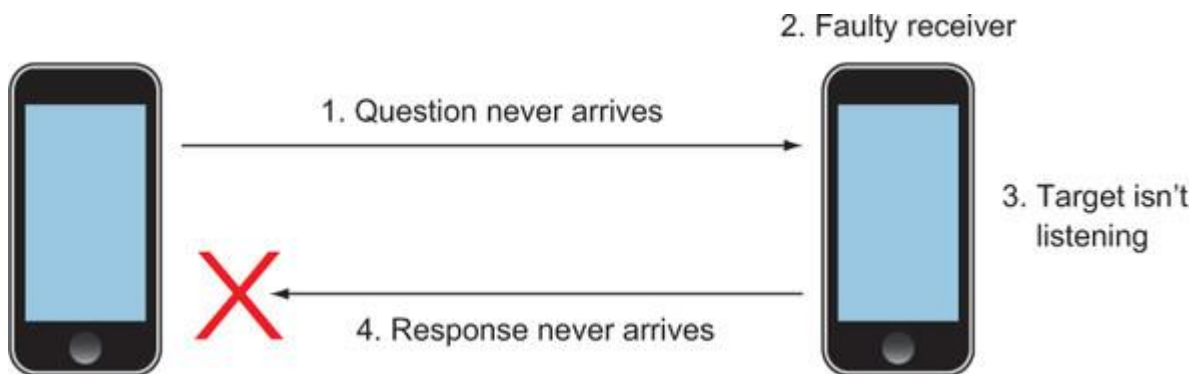 2. Faulty receiver
1. Question never arrives
3. Target isn't
listening
4. Response never arrives